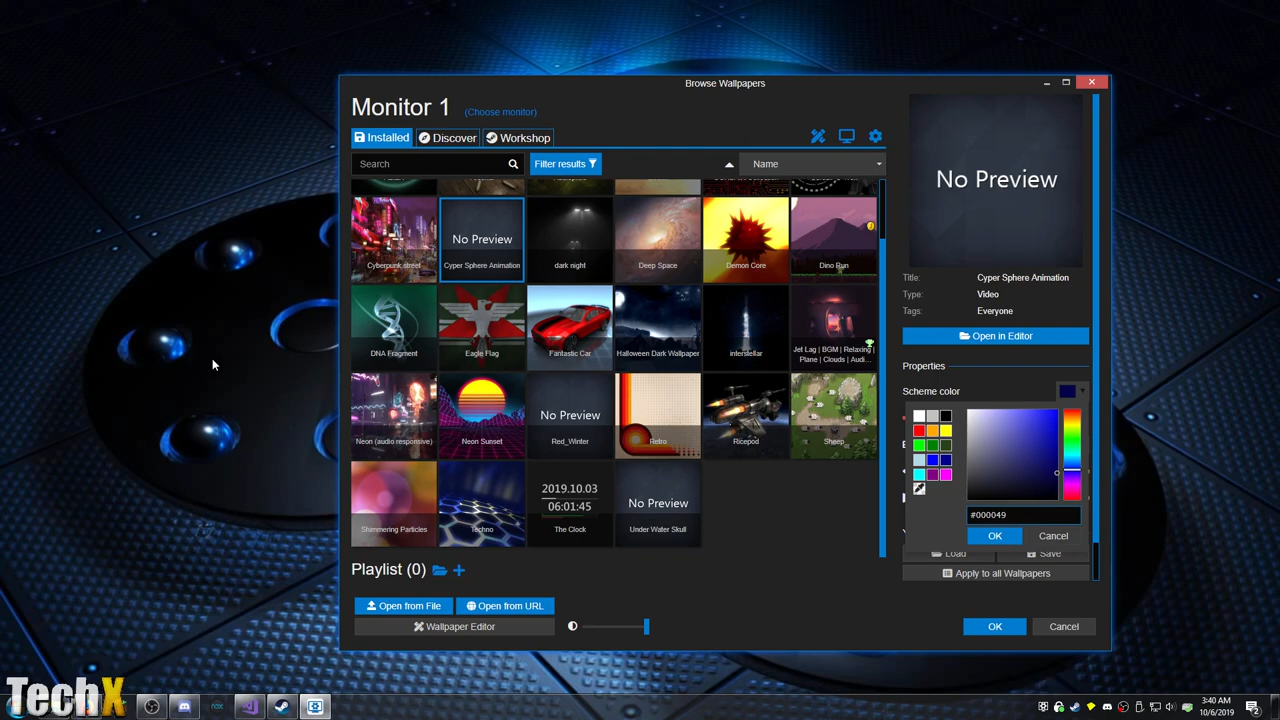 Browse Wallpapers
Monitor 1 (Choose monitor)
Installed Discover Workshop
Search Filter results Name
No Preview
Cyberpunk street
No Preview
Cyper Sphere Animation
dark night
Deep Space
Demon Core
Dino Run
DNA Fragment
Eagle Flag
Fantastic Car
Halloween Dark Wallpaper
interstellar
Jet Lag | BGM | Relaxing |
Plane | Clouds | Audi...
Neon (audio responsive)
Neon Sunset
No Preview
Red_Winter
Retro
Ricepod
Sheep
Shimmering Particles
Techno
2019.10.03
06:01:45
The Clock
No Preview
Under Water Skull
Title: Cyper Sphere Animation
Type: Video
Tags: Everyone
Open in Editor
Properties
Scheme color
#000049
OK Cancel
Load Save
Apply to all Wallpapers
Playlist (0)
Open from File Open from URL
Wallpaper Editor
OK Cancel
TechX
nox
3:40 AM
10/6/2019
2